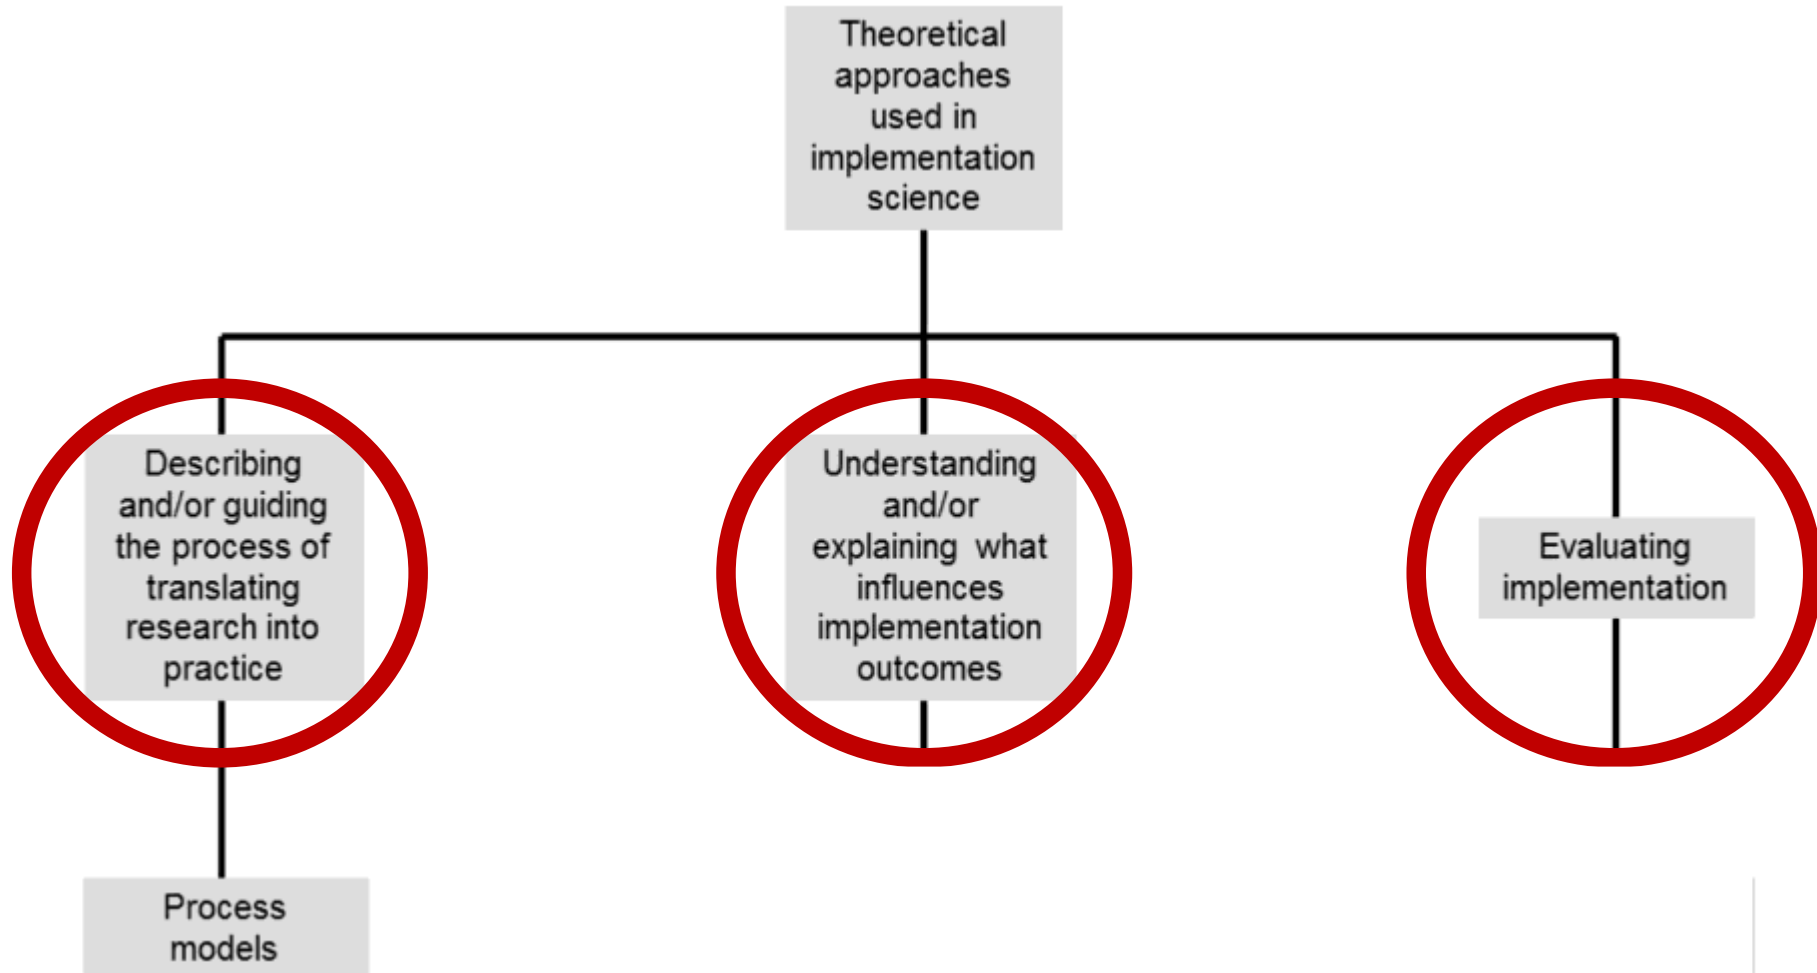 Theoretical
approaches
used in
implementation
science
Describing
and/or guiding
the process of
translating
research into
practice
Understanding
and/or
explaining what
influences
implementation
outcomes
Evaluating
implementation
Process
models